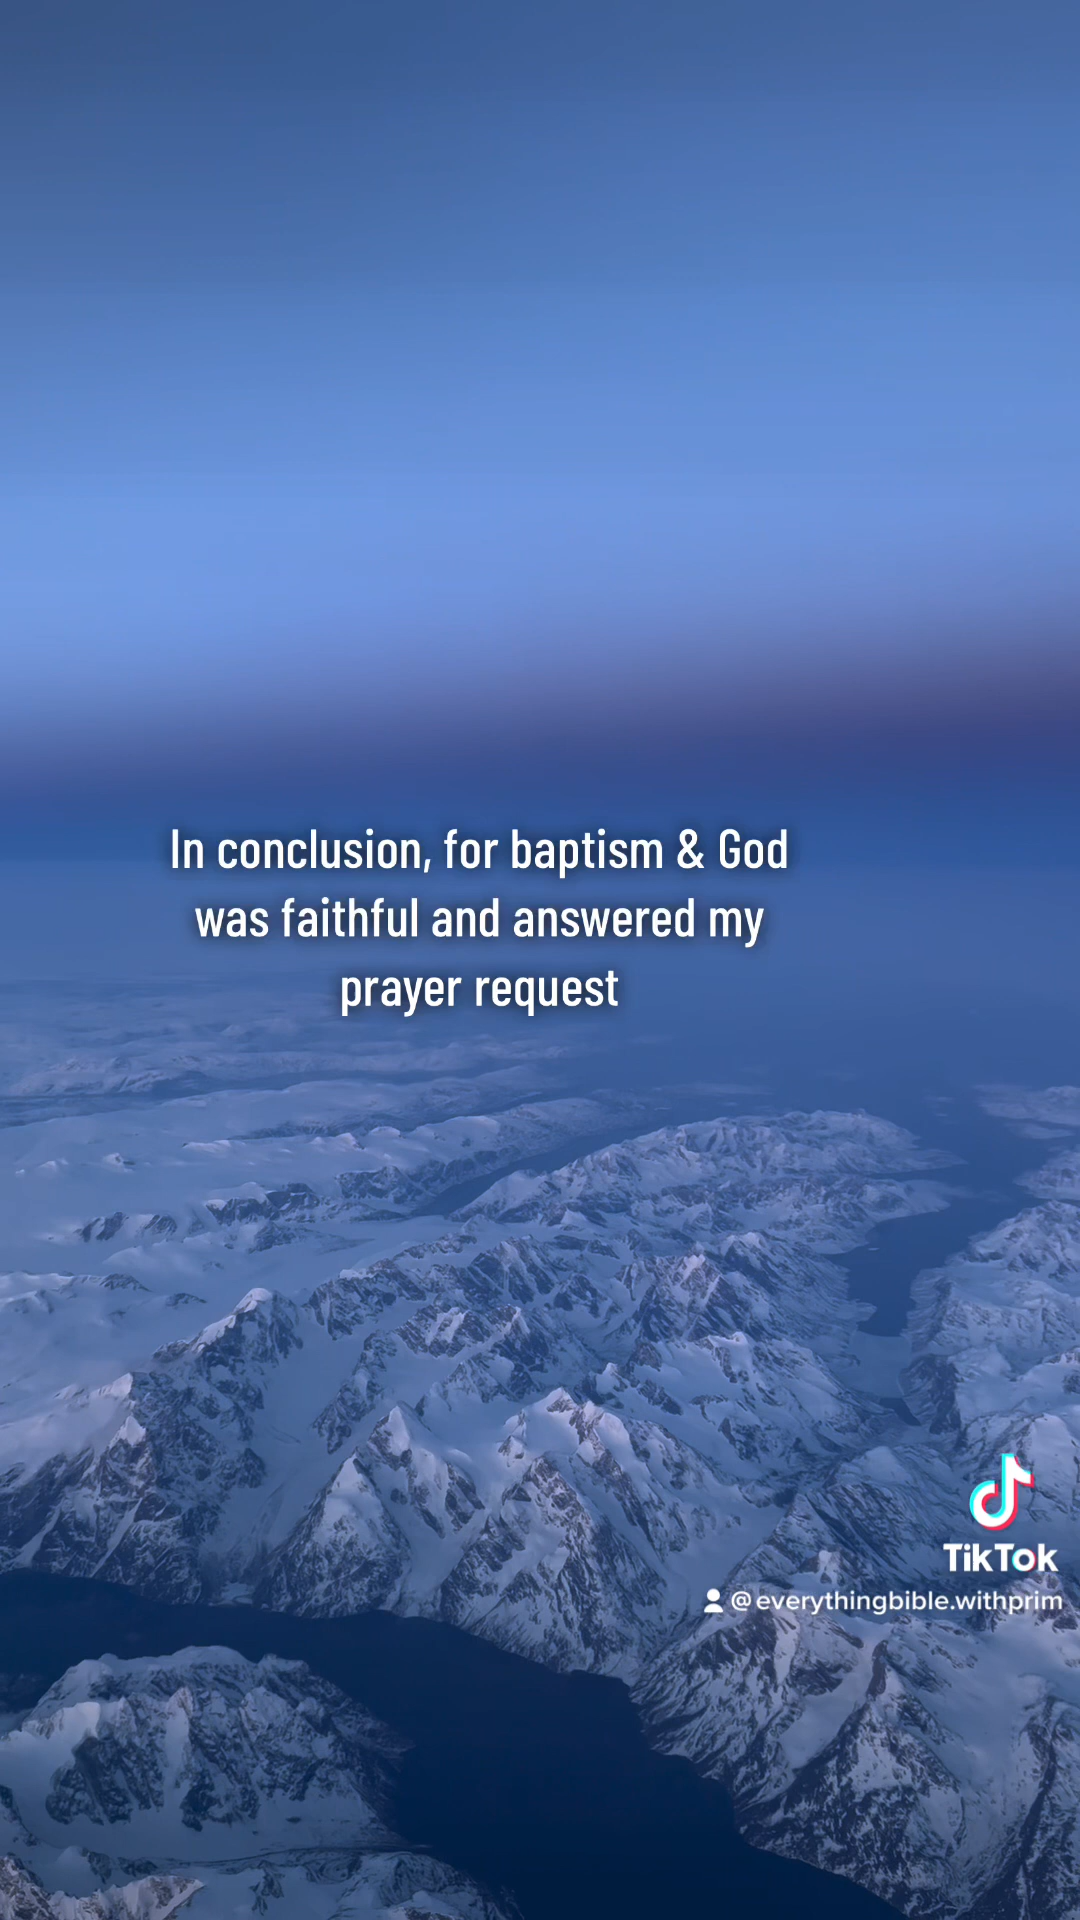 In conclusion, for baptism & God
was faithful and answered my
prayer request
TikTok
@everythingbible.withprim